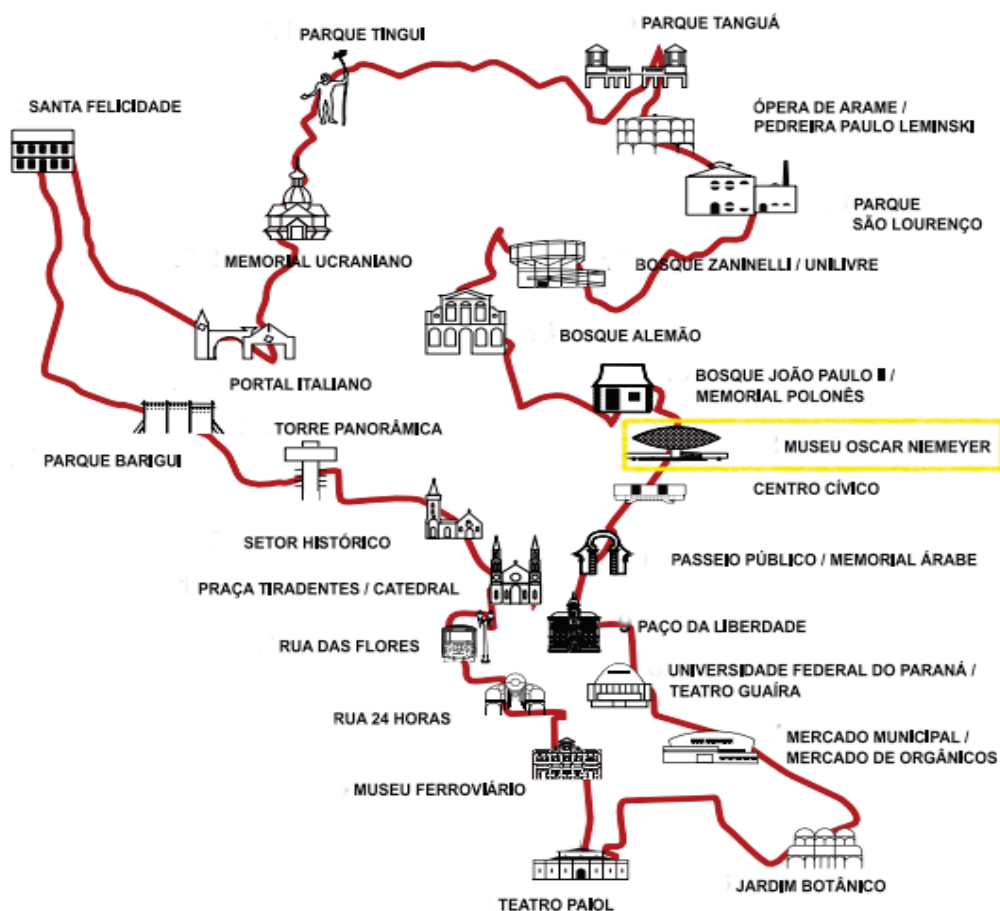 PARQUE TINGUI
PARQUE TANGUÁ
SANTA FELICIDADE
ÓPERA DE ARAME /
PEDREIRA PAULO LEMINSKI
PARQUE
SÃO LOURENÇO
MEMORIAL UCRANIANO
BOSQUE ZANINELLI / UNILIVRE
BOSQUE ALEMÃO
PORTAL ITALIANO
BOSQUE JOÃO PAULO II /
MEMORIAL POLONÊS
TORRE PANORÂMICA
MUSEU OSCAR NIEMEYER
PARQUE BARIGUI
CENTRO CÍVICO
SETOR HISTÓRICO
PASSEIO PÚBLICO / MEMORIAL ÁRABE
PRAÇA TIRADENTES / CATEDRAL
PAÇO DA LIBERDADE
RUA DAS FLORES
UNIVERSIDADE FEDERAL DO PARANÁ /
TEATRO GUAÍRA
RUA 24 HORAS
MERCADO MUNICIPAL /
MERCADO DE ORGÂNICOS
MUSEU FERROVIÁRIO
JARDIM BOTÂNICO
TEATRO PAIOL